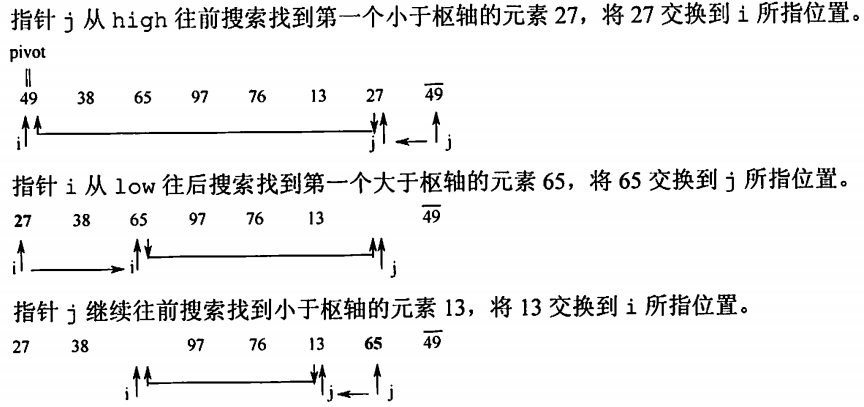 指针 j 从 high 往前搜索找到第一个小于枢轴的元素 27，将 27 交换到 i 所指位置。
pivot
49 38 65 97 76 13 27 49
i j j
指针 i 从 low 往后搜索找到第一个大于枢轴的元素 65，将 65 交换到 j 所指位置。
27 38 65 97 76 13 49
i i j
指针 j 继续往前搜索找到小于枢轴的元素 13，将 13 交换到 i 所指位置。
27 38 97 76 13 65 49
i j j